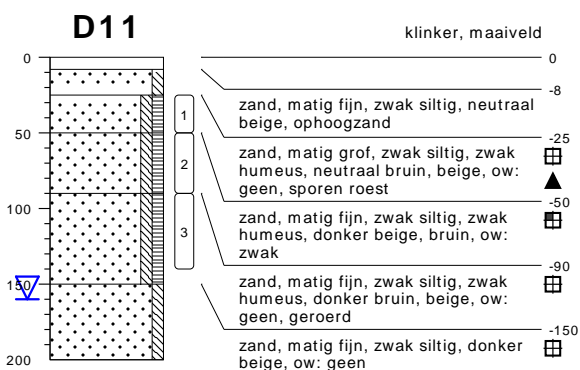 D11
klinker, maaiveld
0
0
-8
zand, matig fijn, zwak siltig, neutraal
beige, ophoogzand
-25
1
zand, matig grof, zwak siltig, zwak
humeus, neutraal bruin, beige, ow:
geen, sporen roest
50
-50
2
zand, matig fijn, zwak siltig, zwak
humeus, donker beige, bruin, ow:
zwak
100
-90
3
zand, matig fijn, zwak siltig, zwak
humeus, donker bruin, beige, ow:
geen, geroerd
150
-150
zand, matig fijn, zwak siltig, donker
beige, ow: geen
200